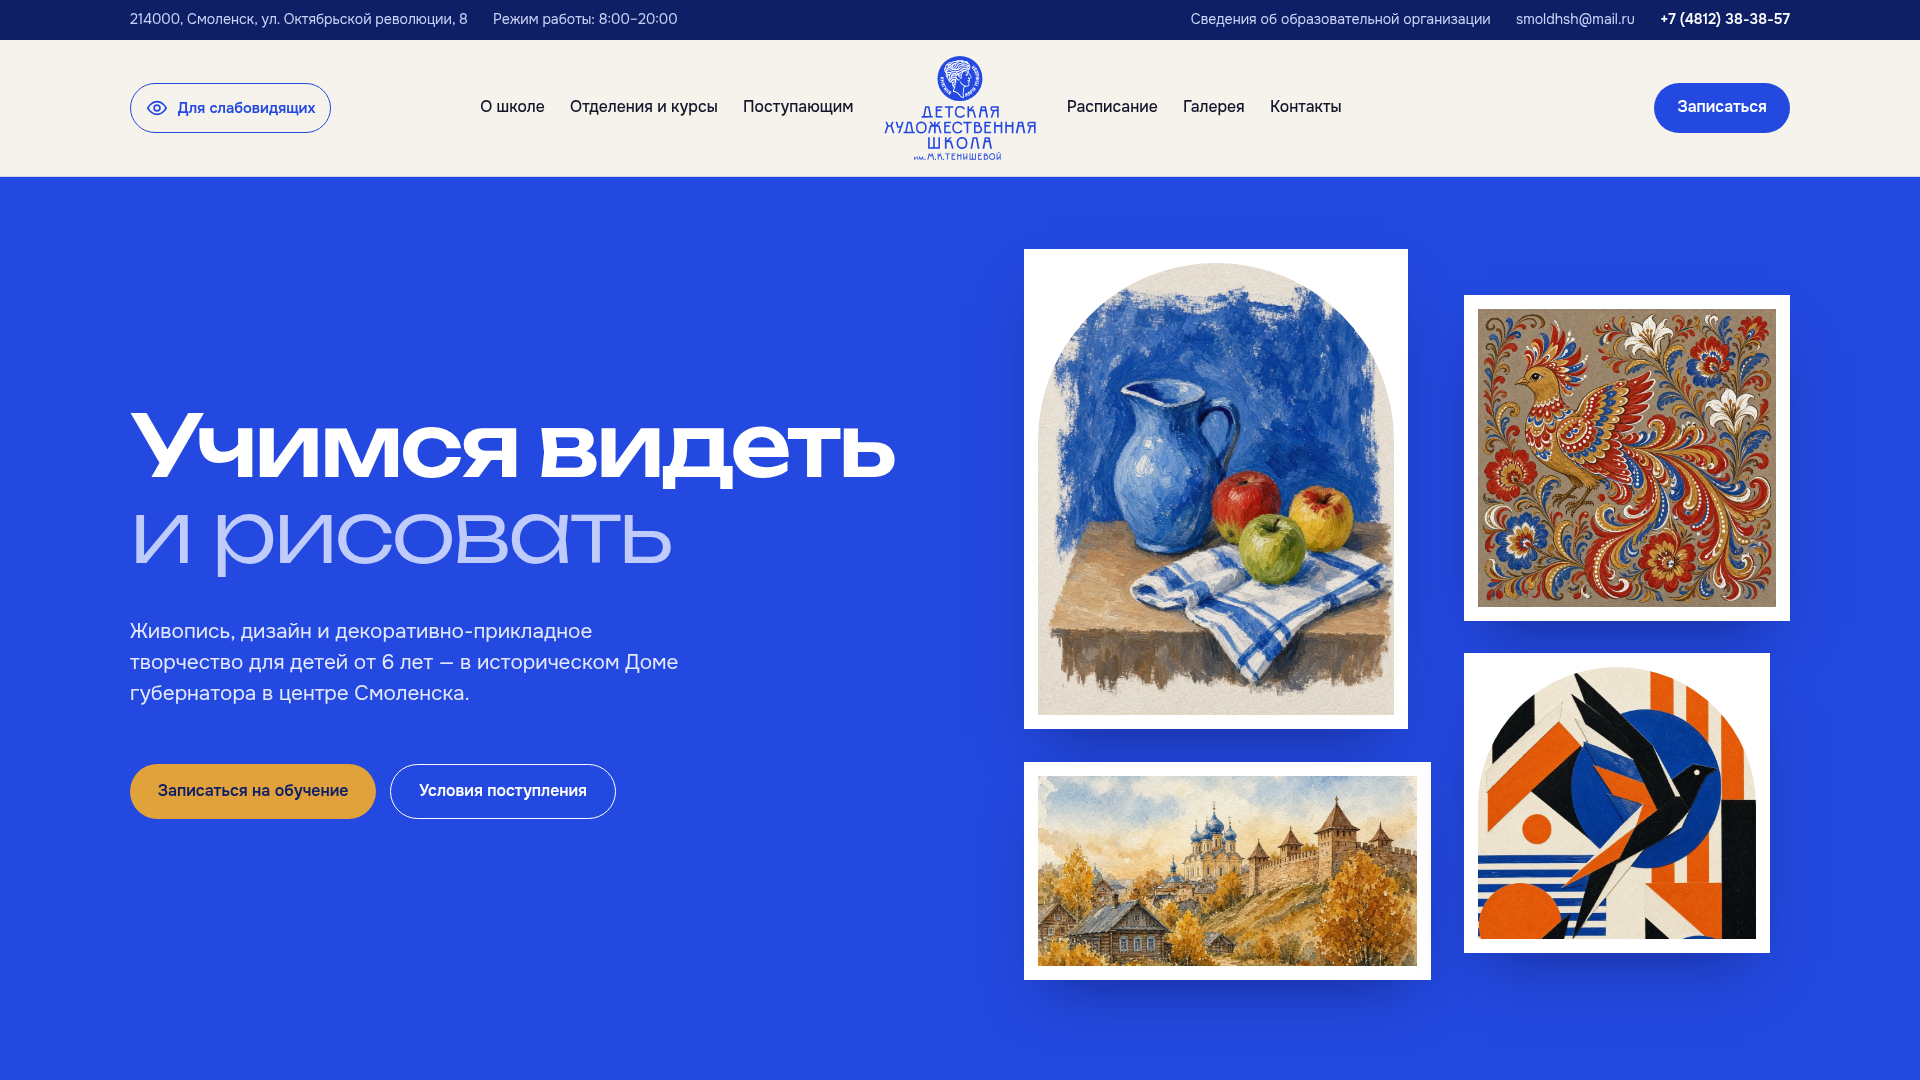 214000, Смоленск, ул. Октябрьской революции, 8
Режим работы: 8:00–20:00
Сведения об образовательной организации
smoldhsh@mail.ru
+7 (4812) 38-38-57
Для слабовидящих
О школе
Отделения и курсы
Поступающим
ДЕТСКАЯ
ХУДОЖЕСТВЕННАЯ
ШКОЛА
им. М.К.ТЕНИШЕВОЙ
Расписание
Галерея
Контакты
Записаться
Учимся видеть
и рисовать
Живопись, дизайн и декоративно-прикладное
творчество для детей от 6 лет — в историческом Доме
губернатора в центре Смоленска.
Записаться на обучение
Условия поступления